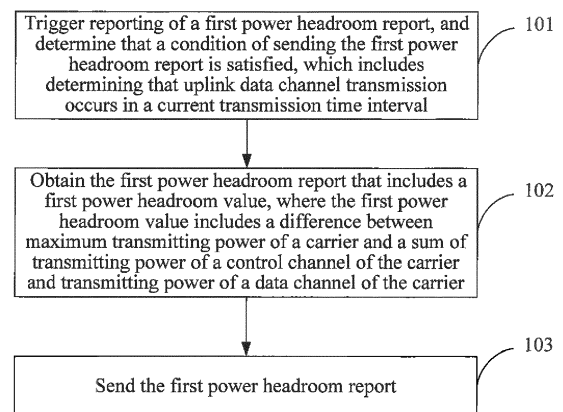 Trigger reporting of a first power headroom report, and
determine that a condition of sending the first power
headroom report is satisfied, which includes
determining that uplink data channel transmission
occurs in a current transmission time interval
101
Obtain the first power headroom report that includes a
first power headroom value, where the first power
headroom value includes a difference between
maximum transmitting power of a carrier and a sum of
transmitting power of a control channel of the carrier
and transmitting power of a data channel of the carrier
102
Send the first power headroom report
103